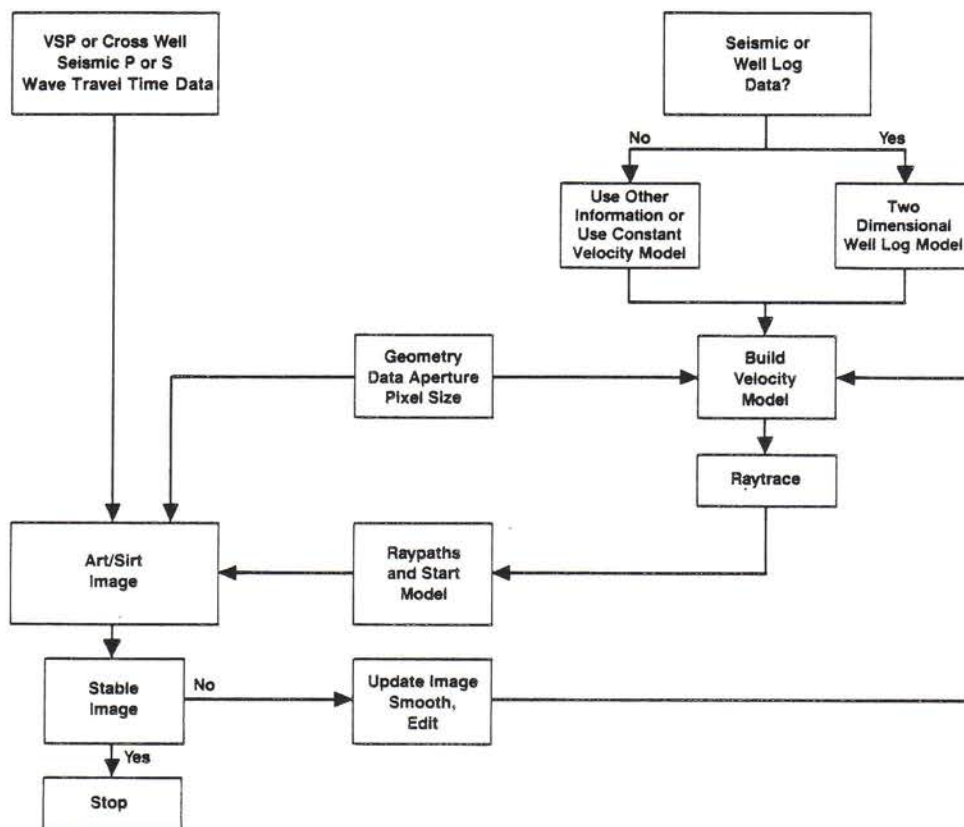 VSP or Cross Well
Seismic P or S
Wave Travel Time Data
Seismic or
Well Log
Data?
No
Yes
Use Other
Information or
Use Constant
Velocity Model
Two
Dimensional
Well Log Model
Geometry
Data Aperture
Pixel Size
Build
Velocity
Model
Raytrace
Art/Sirt
Image
Raypaths
and Start
Model
Stable
Image
No
Update Image
Smooth,
Edit
Yes
Stop